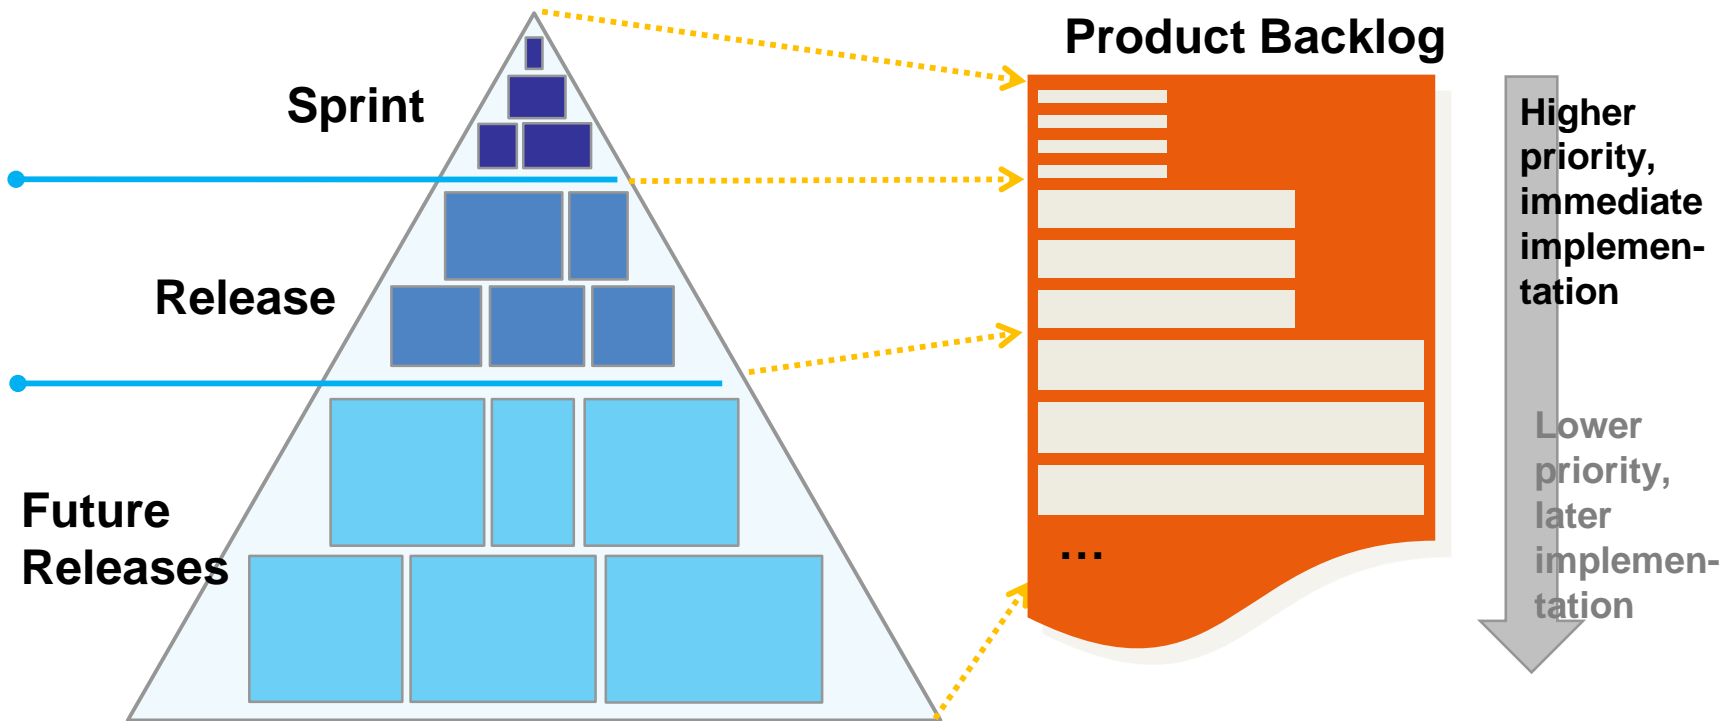 Product Backlog
Sprint
Release
Future
Releases
...
Higher
priority,
immediate
implemen-
tation
Lower
priority,
later
implemen-
tation